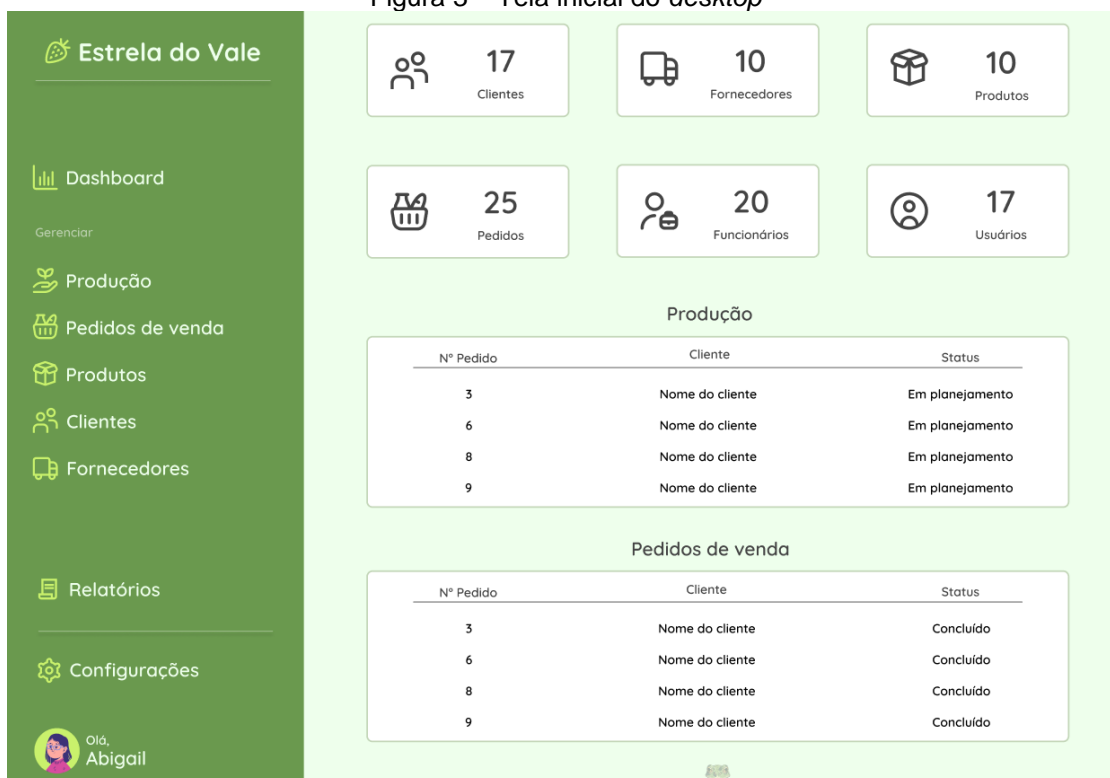 Tela inicial do desktop
Estrela do Vale
17
Clientes
10
Fornecedores
10
Produtos
25
Pedidos
20
Funcionários
17
Usuários
Dashboard
Gerenciar
Produção
Pedidos de venda
Produtos
Clientes
Fornecedores
Relatórios
Configurações
Olá,
Abigail
Produção
Nº Pedido Cliente Status
3 Nome do cliente Em planejamento
6 Nome do cliente Em planejamento
8 Nome do cliente Em planejamento
9 Nome do cliente Em planejamento
Pedidos de venda
Nº Pedido Cliente Status
3 Nome do cliente Concluído
6 Nome do cliente Concluído
8 Nome do cliente Concluído
9 Nome do cliente Concluído